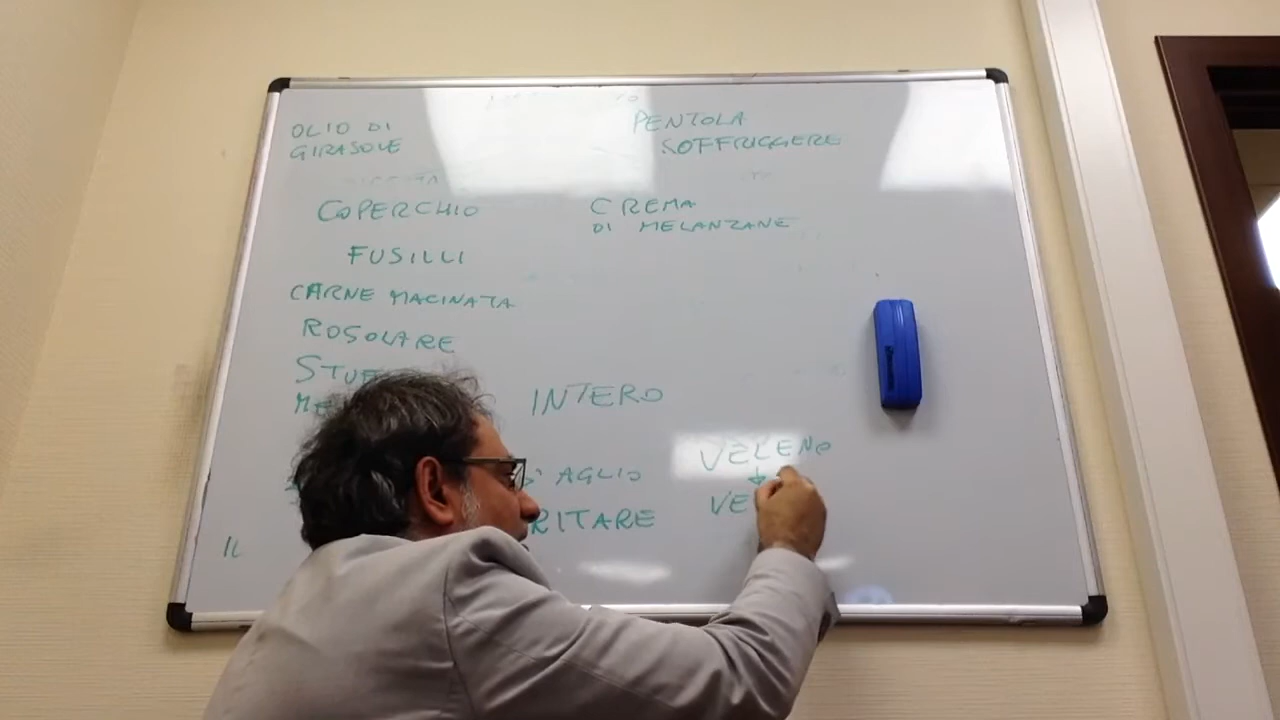 OLIO DI
GIRASOLE
PENTOLA
SOFFRIGGERE
COPERCHIO
CREMA
DI MELANZANE
FUSILLI
CARNE MACINATA
ROSOLARE
STUF
ME
INTERO
D'AGLIO
RITARE
VELENO
VE
IL